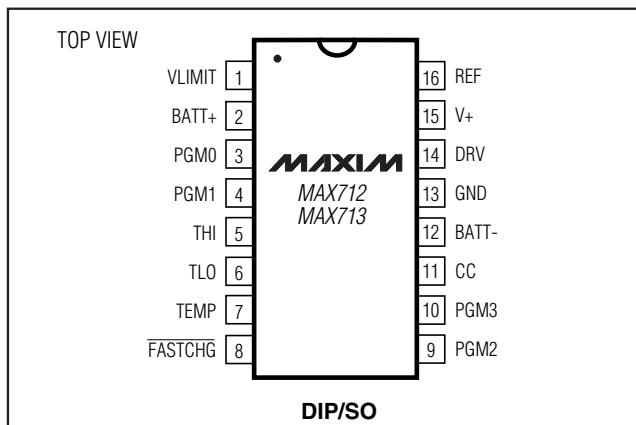 TOP VIEW
VLIMIT 1
BATT+ 2
PGM0 3
PGM1 4
THI 5
TLO 6
TEMP 7
FASTCHG 8
MAXIM
MAX712
MAX713
16 REF
15 V+
14 DRV
13 GND
12 BATT-
11 CC
10 PGM3
9 PGM2
DIP/SO